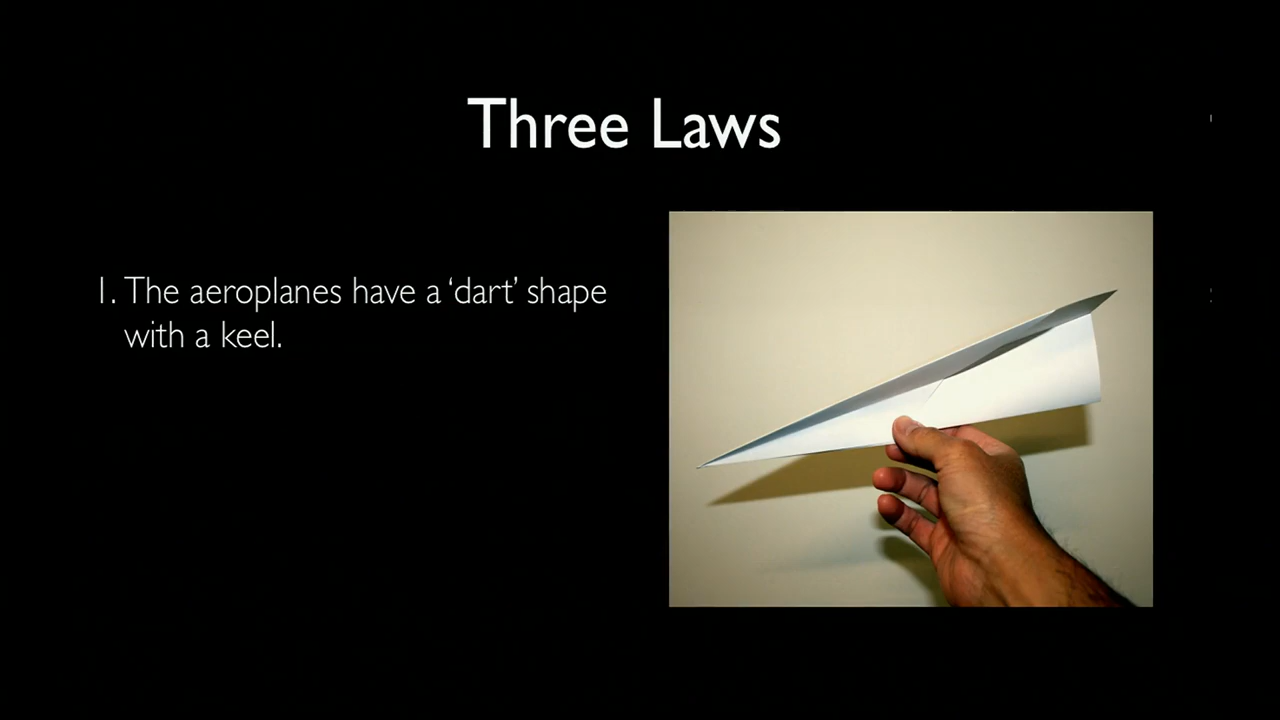 Three Laws
1. The aeroplanes have a ‘dart’ shape
with a keel.